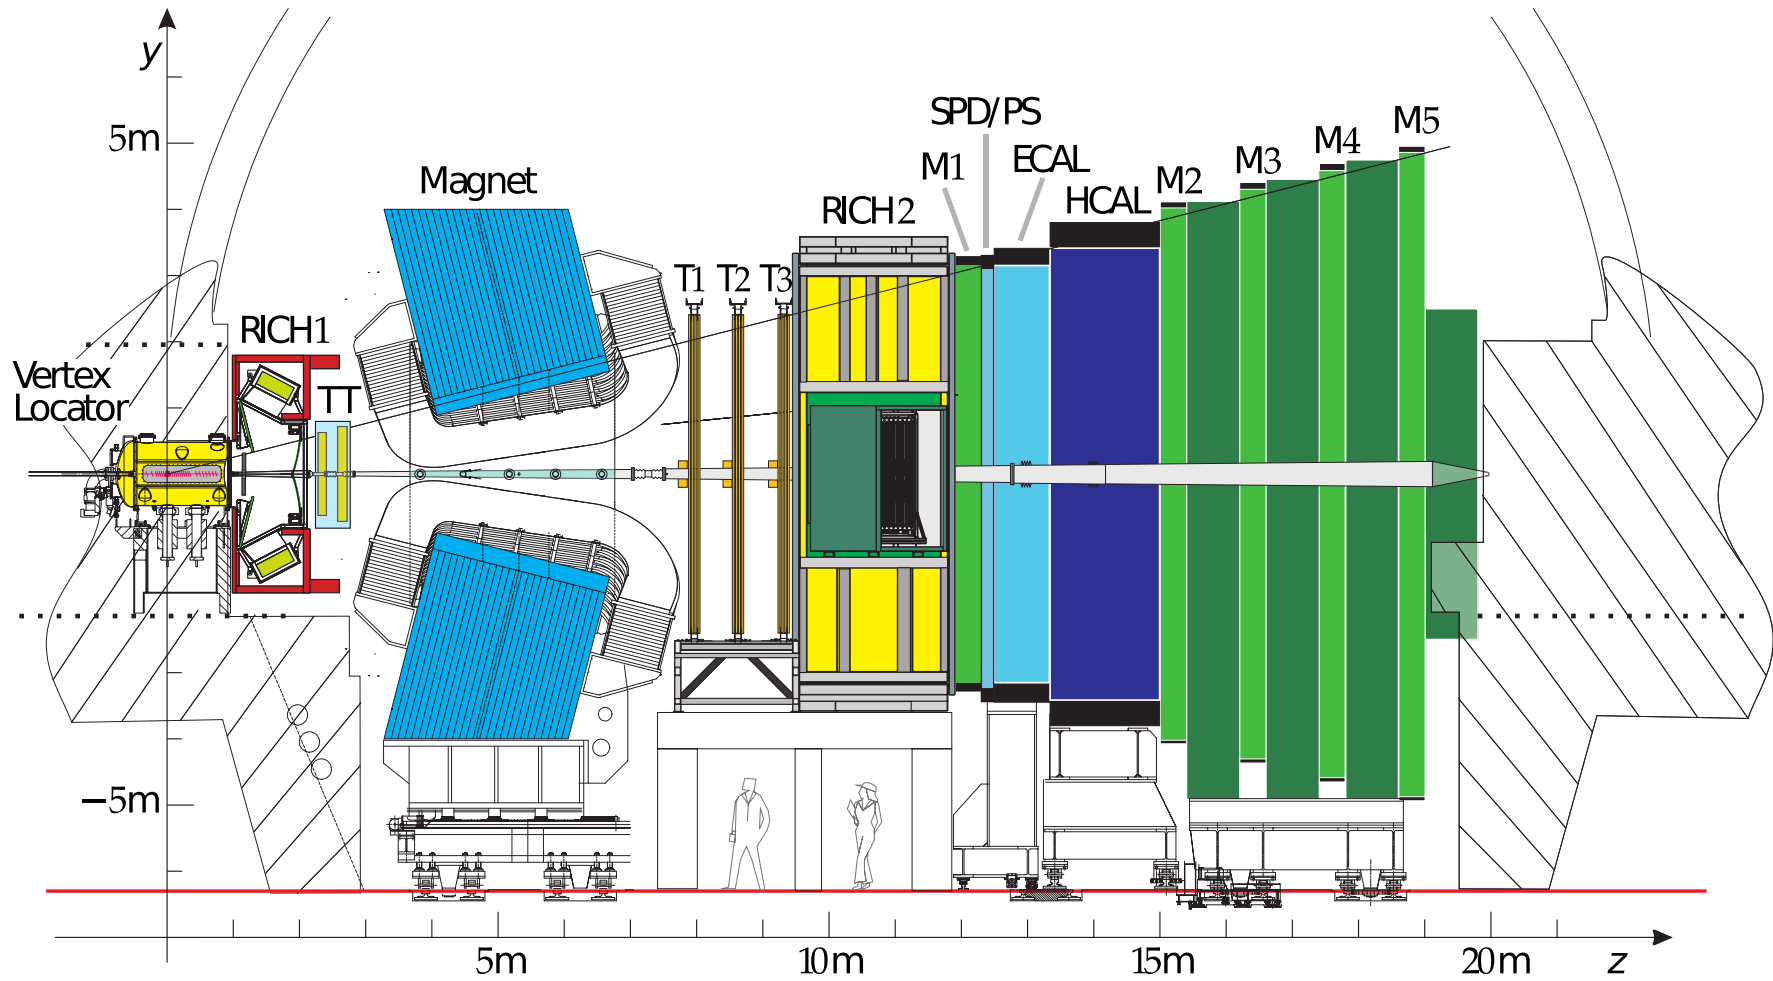 y
5m
SPD/PS
M5
M4
M3
ECAL
M1
M2
Magnet
HCAL
RICH2
T1
T2
T3
RICH1
Vertex
Locator
TT
−5m
5m
10m
15m
20m
z